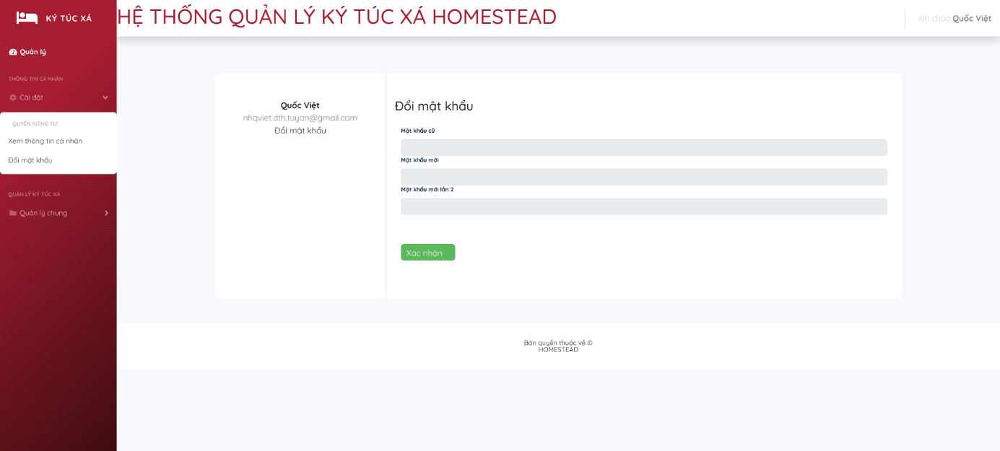 KÝ TÚC XÁ
HỆ THỐNG QUẢN LÝ KÝ TÚC XÁ HOMESTEAD
Xin chào,Quốc Việt
Quản lý
THÔNG TIN CÁ NHÂN
Cài đặt
QUYỀN RIÊNG TƯ:
Xem thông tin cá nhân
Đổi mật khẩu
QUẢN LÝ KÝ TÚC XÁ
Quản lý chung
Quốc Việt
nhqviet.dth.tuyan@gmail.com
Đổi mật khẩu
Đổi mật khẩu
Mật khẩu cũ
Mật khẩu mới
Mật khẩu mới lần 2
Xác nhận
Bản quyền thuộc về ©
HOMESTEAD